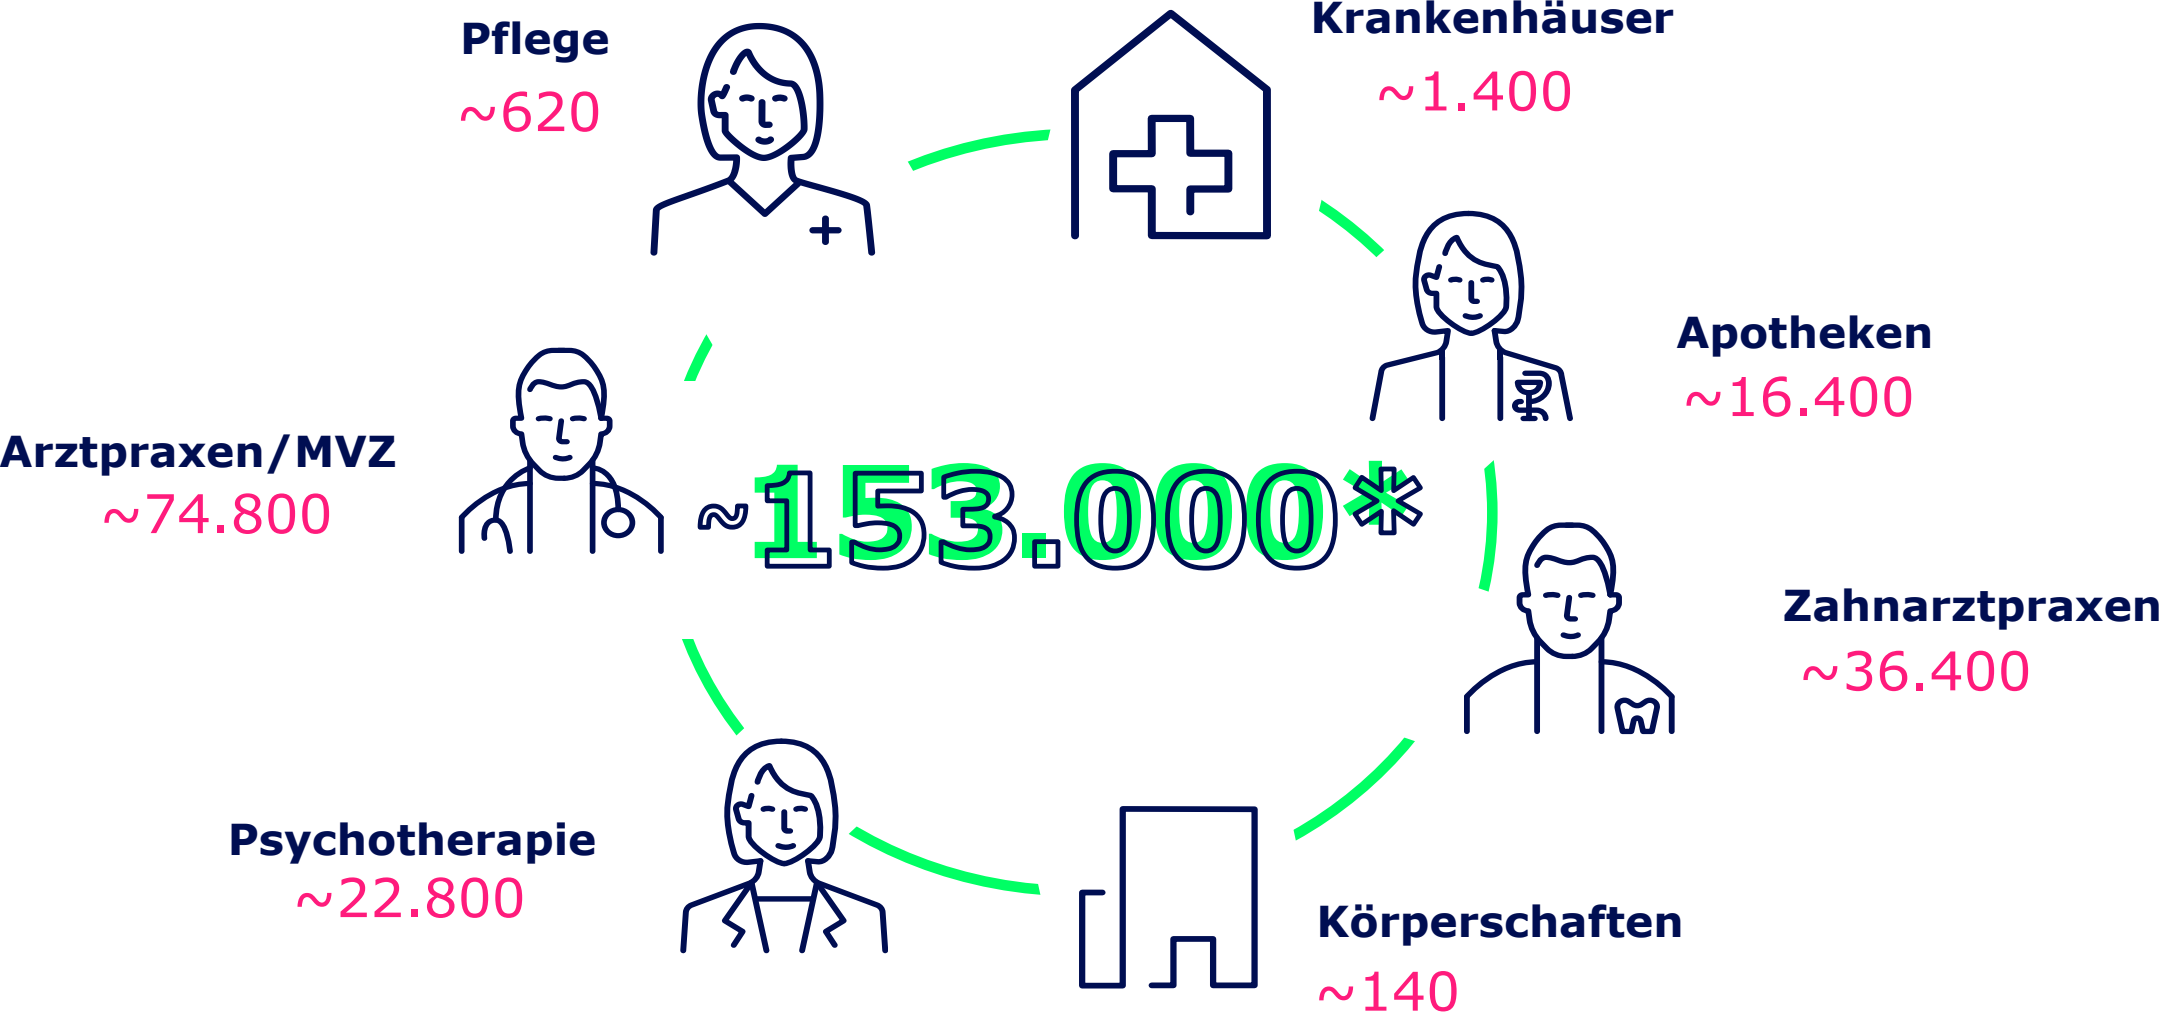 Pflege
~620
Krankenhäuser
~1.400
Apotheken
~16.400
Arztpraxen/MVZ
~74.800
~153.000*
Zahnarztpraxen
~36.400
Psychotherapie
~22.800
Körperschaften
~140